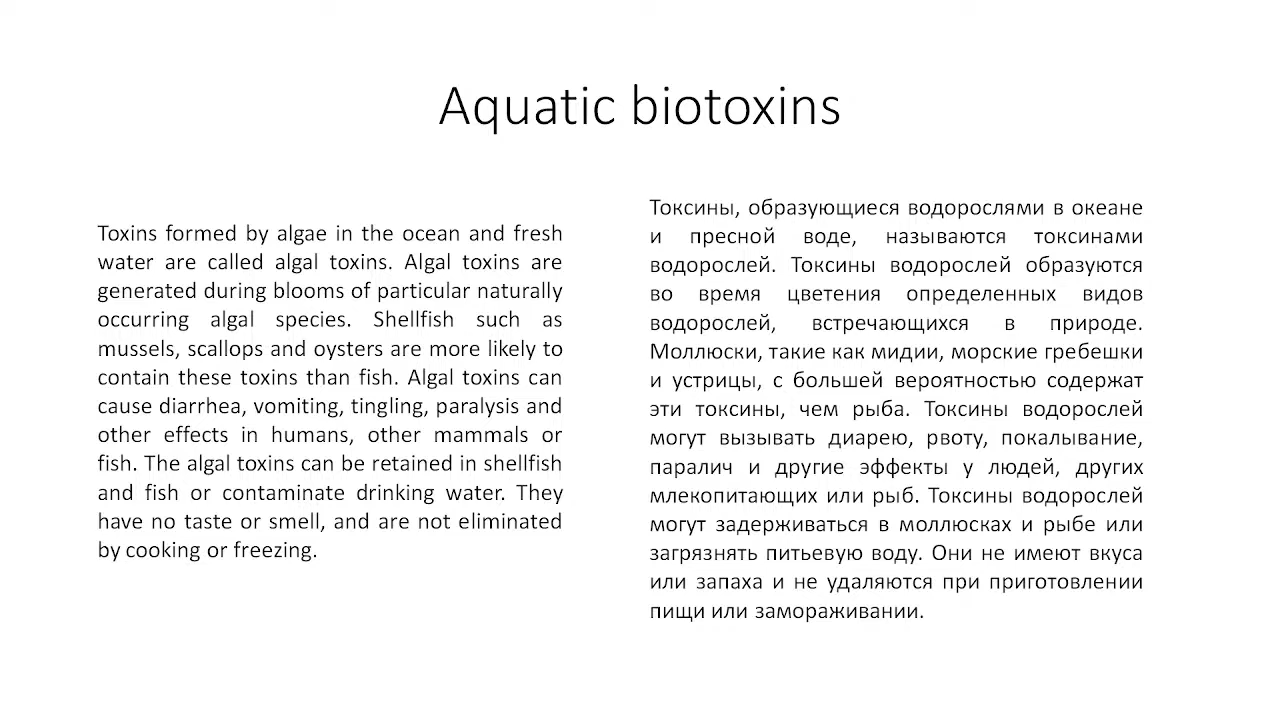 Aquatic biotoxins
Toxins formed by algae in the ocean and fresh
water are called algal toxins. Algal toxins are
generated during blooms of particular naturally
occurring algal species. Shellfish such as
mussels, scallops and oysters are more likely to
contain these toxins than fish. Algal toxins can
cause diarrhea, vomiting, tingling, paralysis and
other effects in humans, other mammals or
fish. The algal toxins can be retained in shellfish
and fish or contaminate drinking water. They
have no taste or smell, and are not eliminated
by cooking or freezing.
Токсины, образующиеся водорослями в океане
и пресной воде, называются токсинами
водорослей. Токсины водорослей образуются
во время цветения определенных видов
водорослей, встречающихся в природе.
Моллюски, такие как мидии, морские гребешки
и устрицы, с большей вероятностью содержат
эти токсины, чем рыба. Токсины водорослей
могут вызывать диарею, рвоту, покалывание,
паралич и другие эффекты у людей, других
млекопитающих или рыб. Токсины водорослей
могут задерживаться в моллюсках и рыбе или
загрязнять питьевую воду. Они не имеют вкуса
или запаха и не удаляются при приготовлении
пищи или замораживании.